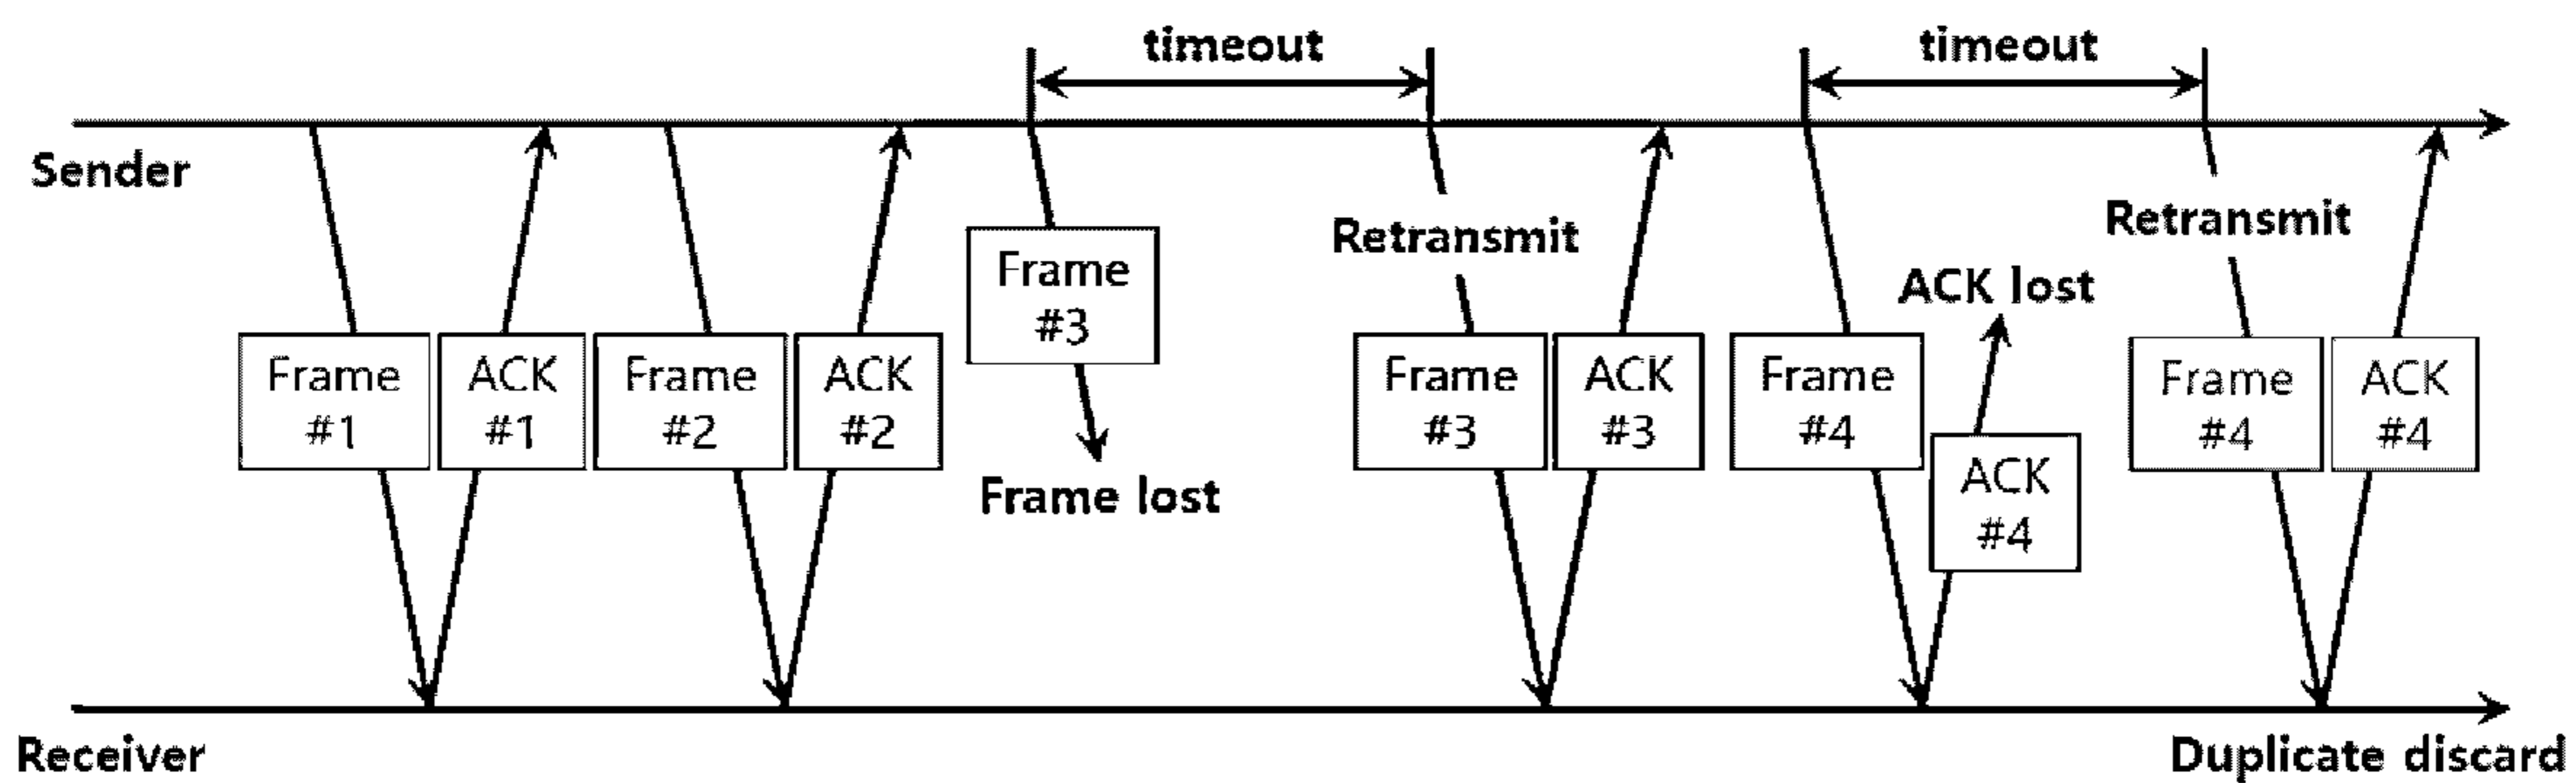 timeout
timeout
Sender
Retransmit
Retransmit
Frame
#3
ACK lost
Frame
#1
ACK
#1
Frame
#2
ACK
#2
Frame
#3
ACK
#3
Frame
#4
ACK
#4
Frame
#4
ACK
#4
Frame lost
Receiver
Duplicate discard